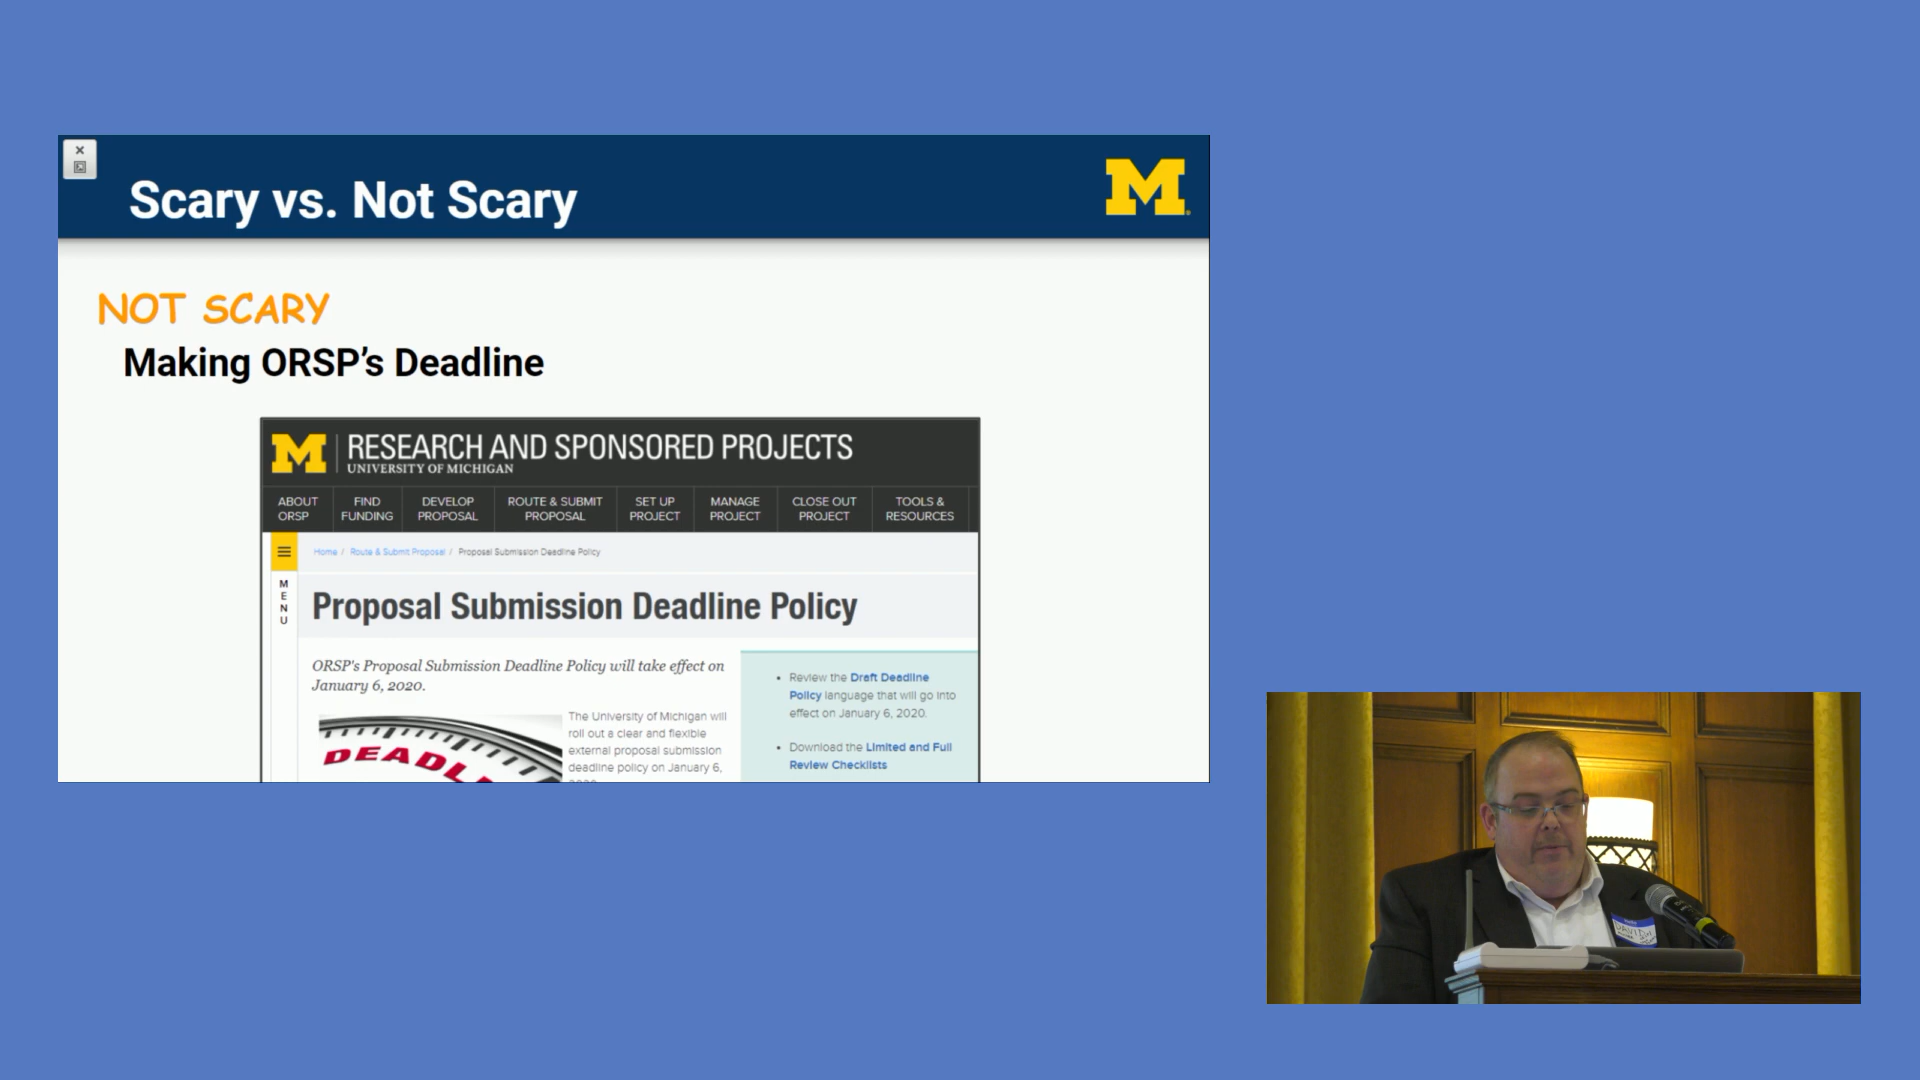 Scary vs. Not Scary
M
NOT SCARY
Making ORSP's Deadline
M
RESEARCH AND SPONSORED PROJECTS
UNIVERSITY OF MICHIGAN
ABOUT ORSP
FIND FUNDING
DEVELOP PROPOSAL
ROUTE & SUBMIT PROPOSAL
SET UP PROJECT
MANAGE PROJECT
CLOSE OUT PROJECT
TOOLS & RESOURCES
Home / Route & Submit Proposal / Proposal Submission Deadline Policy
MENU
Proposal Submission Deadline Policy
ORSP's Proposal Submission Deadline Policy will take effect on
January 6, 2020.
The University of Michigan will
roll out a clear and flexible
external proposal submission
deadline policy on January 6,
• Review the Draft Deadline
Policy language that will go into
effect on January 6, 2020.
• Download the Limited and Full
Review Checklists
DAVID